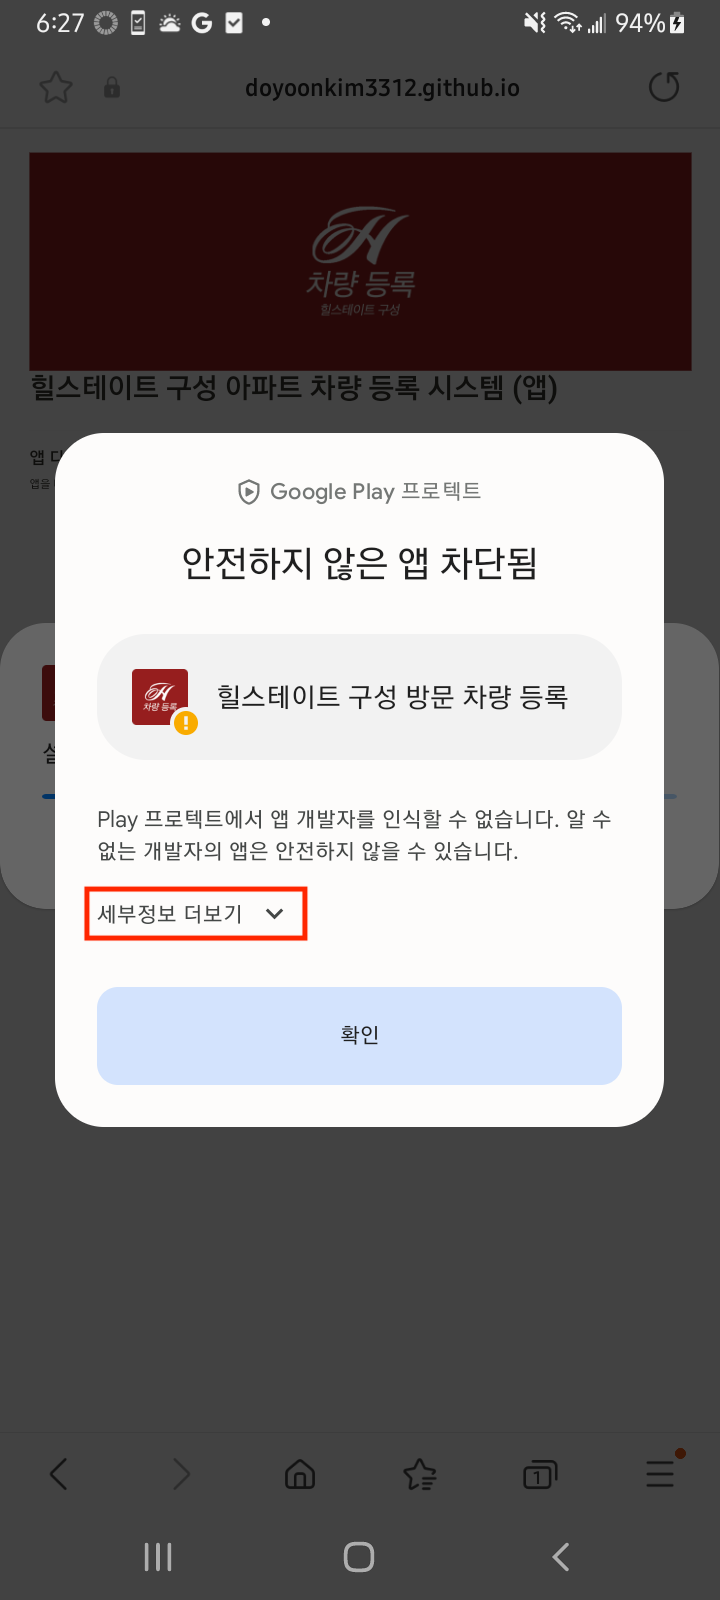 6:27
94%
doyoonkim3312.github.io
H
차량 등록
힐스테이트 구성
힐스테이트 구성 아파트 차량 등록 시스템 (앱)
앱 다
앱을
Google Play 프로젝트
안전하지 않은 앱 차단됨
H
차량 등록
힐스테이트 구성 방문 차량 등록
설
Play 프로젝트에서 앱 개발자를 인식할 수 없습니다. 알 수
없는 개발자의 앱은 안전하지 않을 수 있습니다.
세부정보 더보기
확인
1